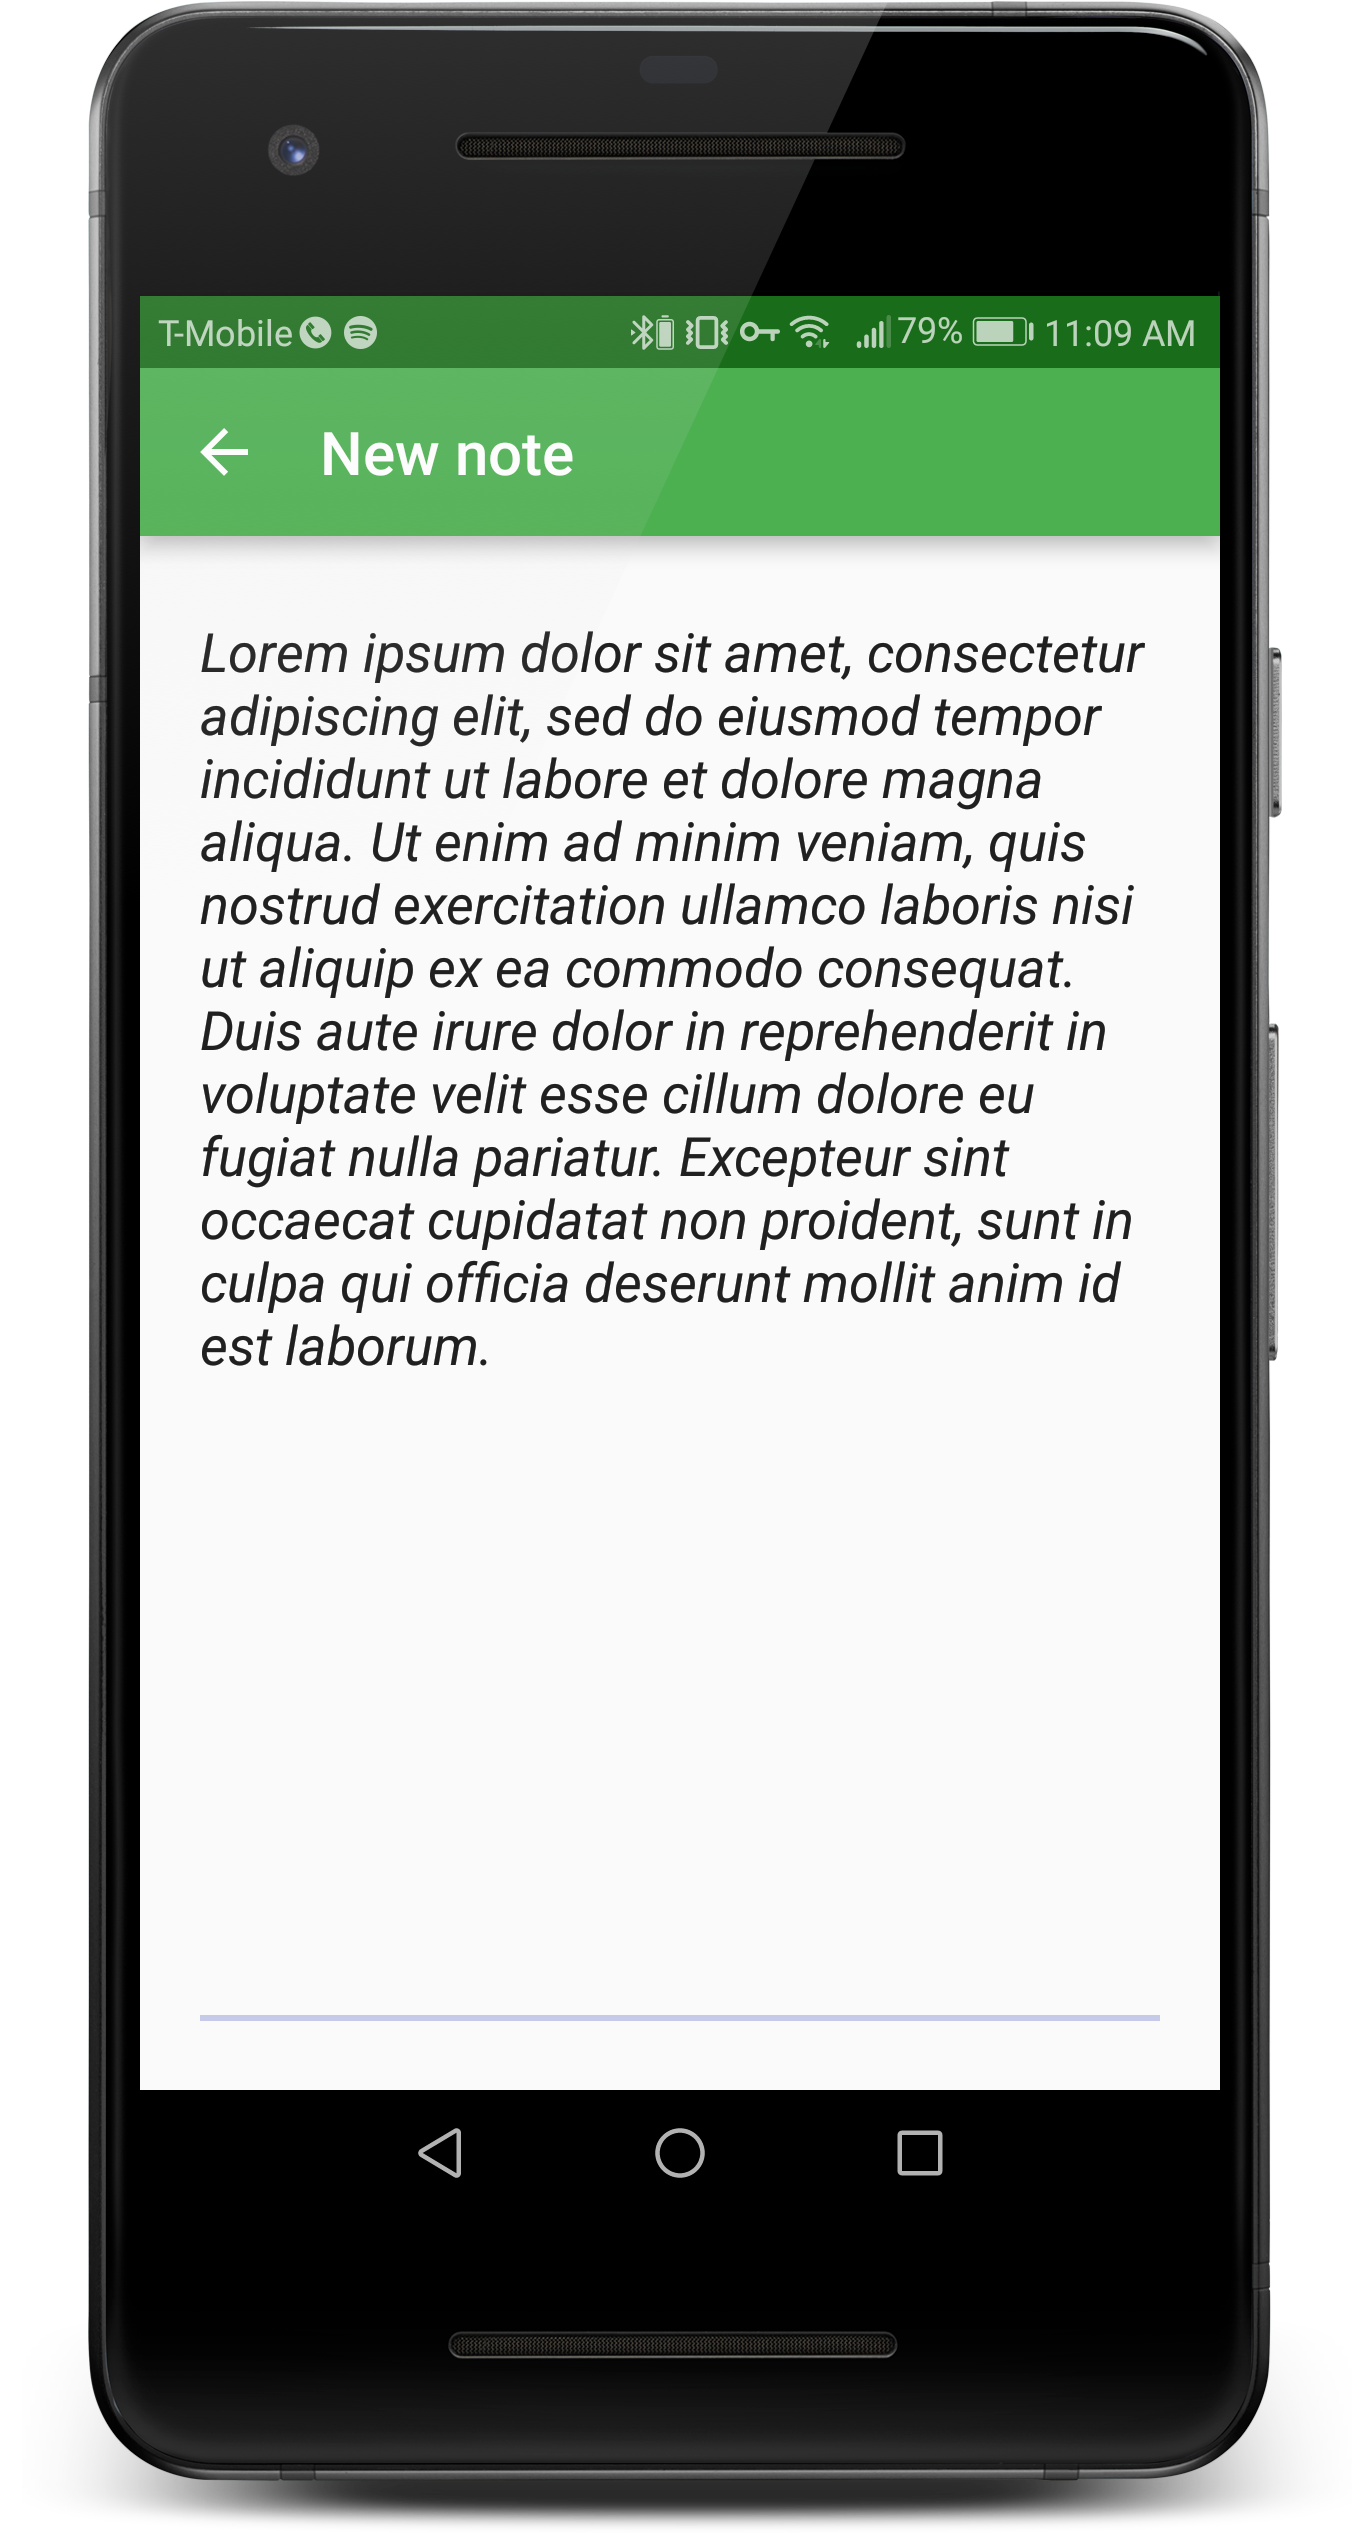 T-Mobile 79% 11:09 AM
New note
Lorem ipsum dolor sit amet, consectetur
adipiscing elit, sed do eiusmod tempor
incididunt ut labore et dolore magna
aliqua. Ut enim ad minim veniam, quis
nostrud exercitation ullamco laboris nisi
ut aliquip ex ea commodo consequat.
Duis aute irure dolor in reprehenderit in
voluptate velit esse cillum dolore eu
fugiat nulla pariatur. Excepteur sint
occaecat cupidatat non proident, sunt in
culpa qui officia deserunt mollit anim id
est laborum.